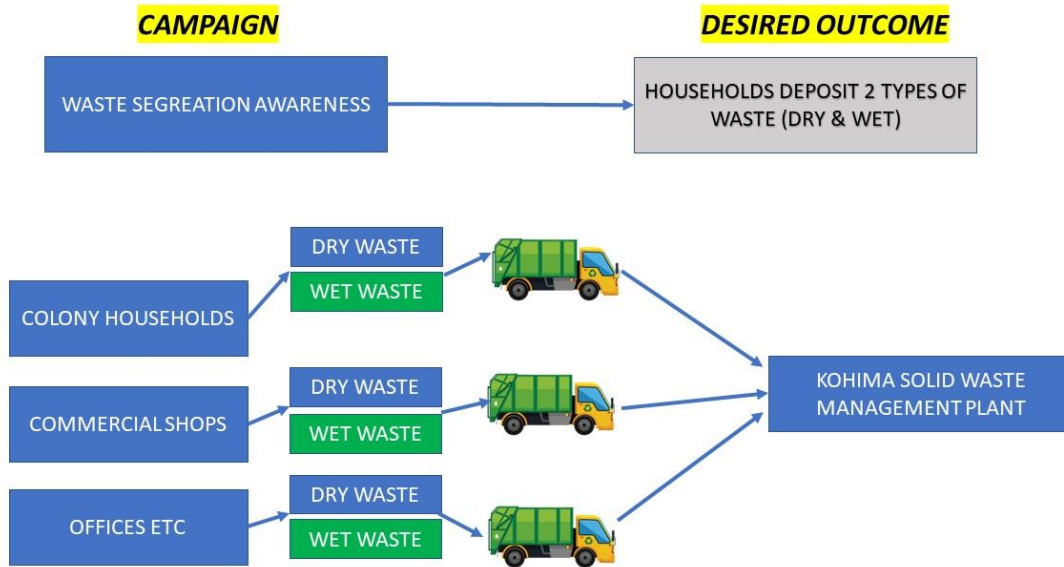 CAMPAIGN
DESIRED OUTCOME
WASTE SEGREATION AWARENESS
HOUSEHOLDS DEPOSIT 2 TYPES OF
WASTE (DRY & WET)
COLONY HOUSEHOLDS
DRY WASTE
WET WASTE
COMMERCIAL SHOPS
DRY WASTE
WET WASTE
OFFICES ETC
DRY WASTE
WET WASTE
KOHIMA SOLID WASTE
MANAGEMENT PLANT